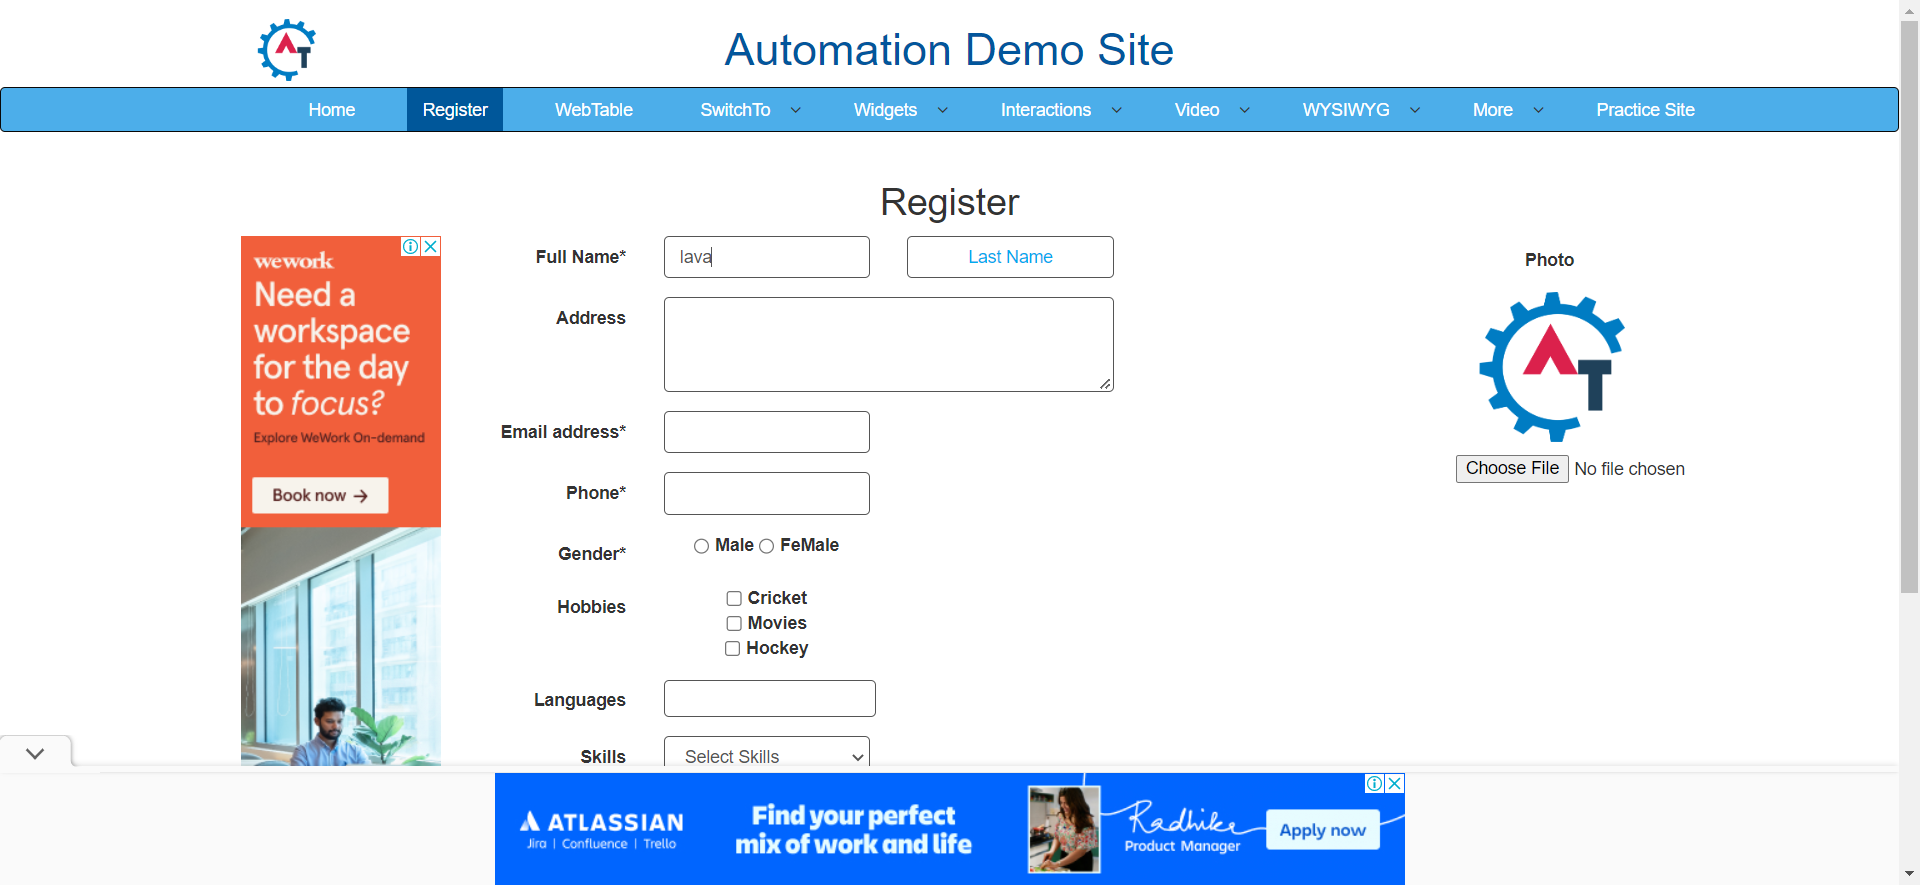 AT
Automation Demo Site
Home Register WebTable SwitchTo Widgets Interactions Video WYSIWYG More Practice Site
Register
wework
Need a
workspace
for the day
to focus?
Explore WeWork On-demand
Book now →
Full Name* lava Last Name
Address
Email address*
Phone*
Gender* Male FeMale
Hobbies Cricket
Movies
Hockey
Languages
Skills Select Skills
Photo
AT
Choose File No file chosen
ATLASSIAN
Jira | Confluence | Trello
Find your perfect
mix of work and life
Radhika
Product Manager
Apply now